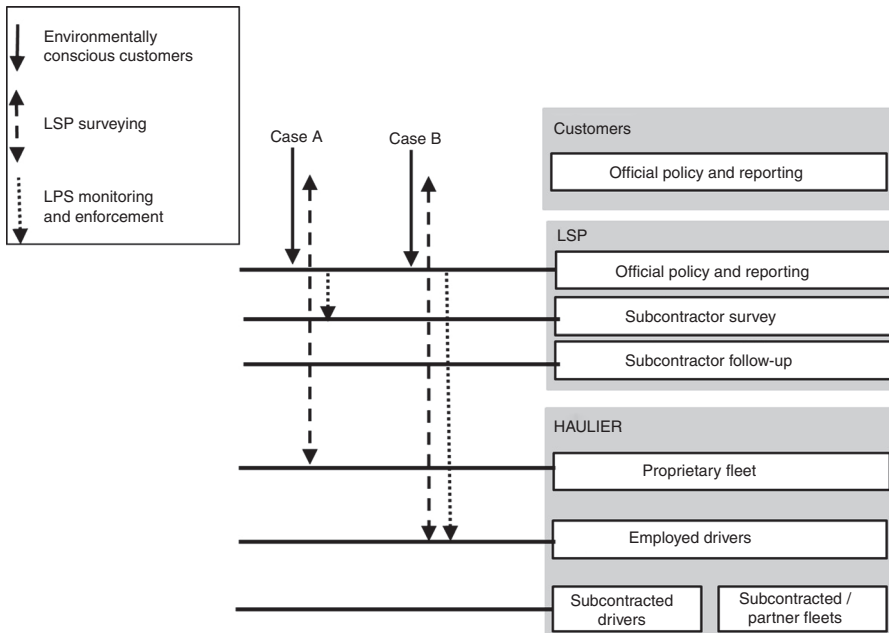 Environmentally
conscious customers
LSP surveying
LPS monitoring
and enforcement
Case A
Case B
Customers
Official policy and reporting
LSP
Official policy and reporting
Subcontractor survey
Subcontractor follow-up
HAULIER
Proprietary fleet
Employed drivers
Subcontracted
drivers
Subcontracted /
partner fleets